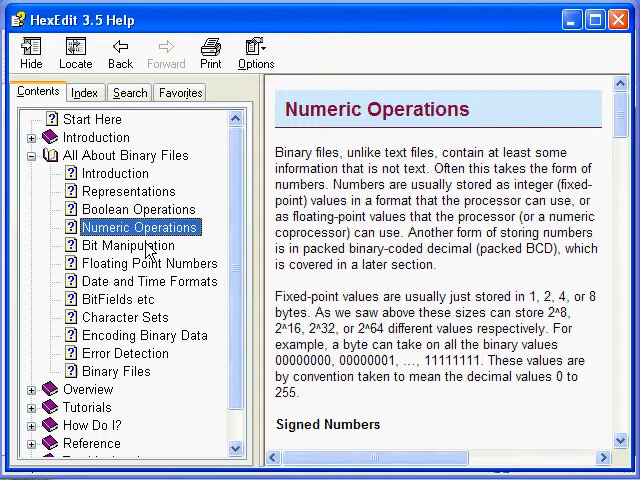 HexEdit 3.5 Help
Hide Locate Back Forward Print Options
Contents Index Search Favorites
Start Here
Introduction
All About Binary Files
Introduction
Representations
Boolean Operations
Numeric Operations
Bit Manipulation
Floating Point Numbers
Date and Time Formats
BitFields etc
Character Sets
Encoding Binary Data
Error Detection
Binary Files
Overview
Tutorials
How Do I?
Reference
Numeric Operations
Binary files, unlike text files, contain at least some
information that is not text. Often this takes the form of
numbers. Numbers are usually stored as integer (fixed-
point) values in a format that the processor can use, or
as floating-point values that the processor (or a numeric
coprocessor) can use. Another form of storing numbers
is in packed binary-coded decimal (packed BCD), which
is covered in a later section.
Fixed-point values are usually just stored in 1, 2, 4, or 8
bytes. As we saw above these sizes can store 2^8,
2^16, 2^32, or 2^64 different values respectively. For
example, a byte can take on all the binary values
00000000, 00000001, ..., 11111111. These values are
by convention taken to mean the decimal values 0 to
255.
Signed Numbers